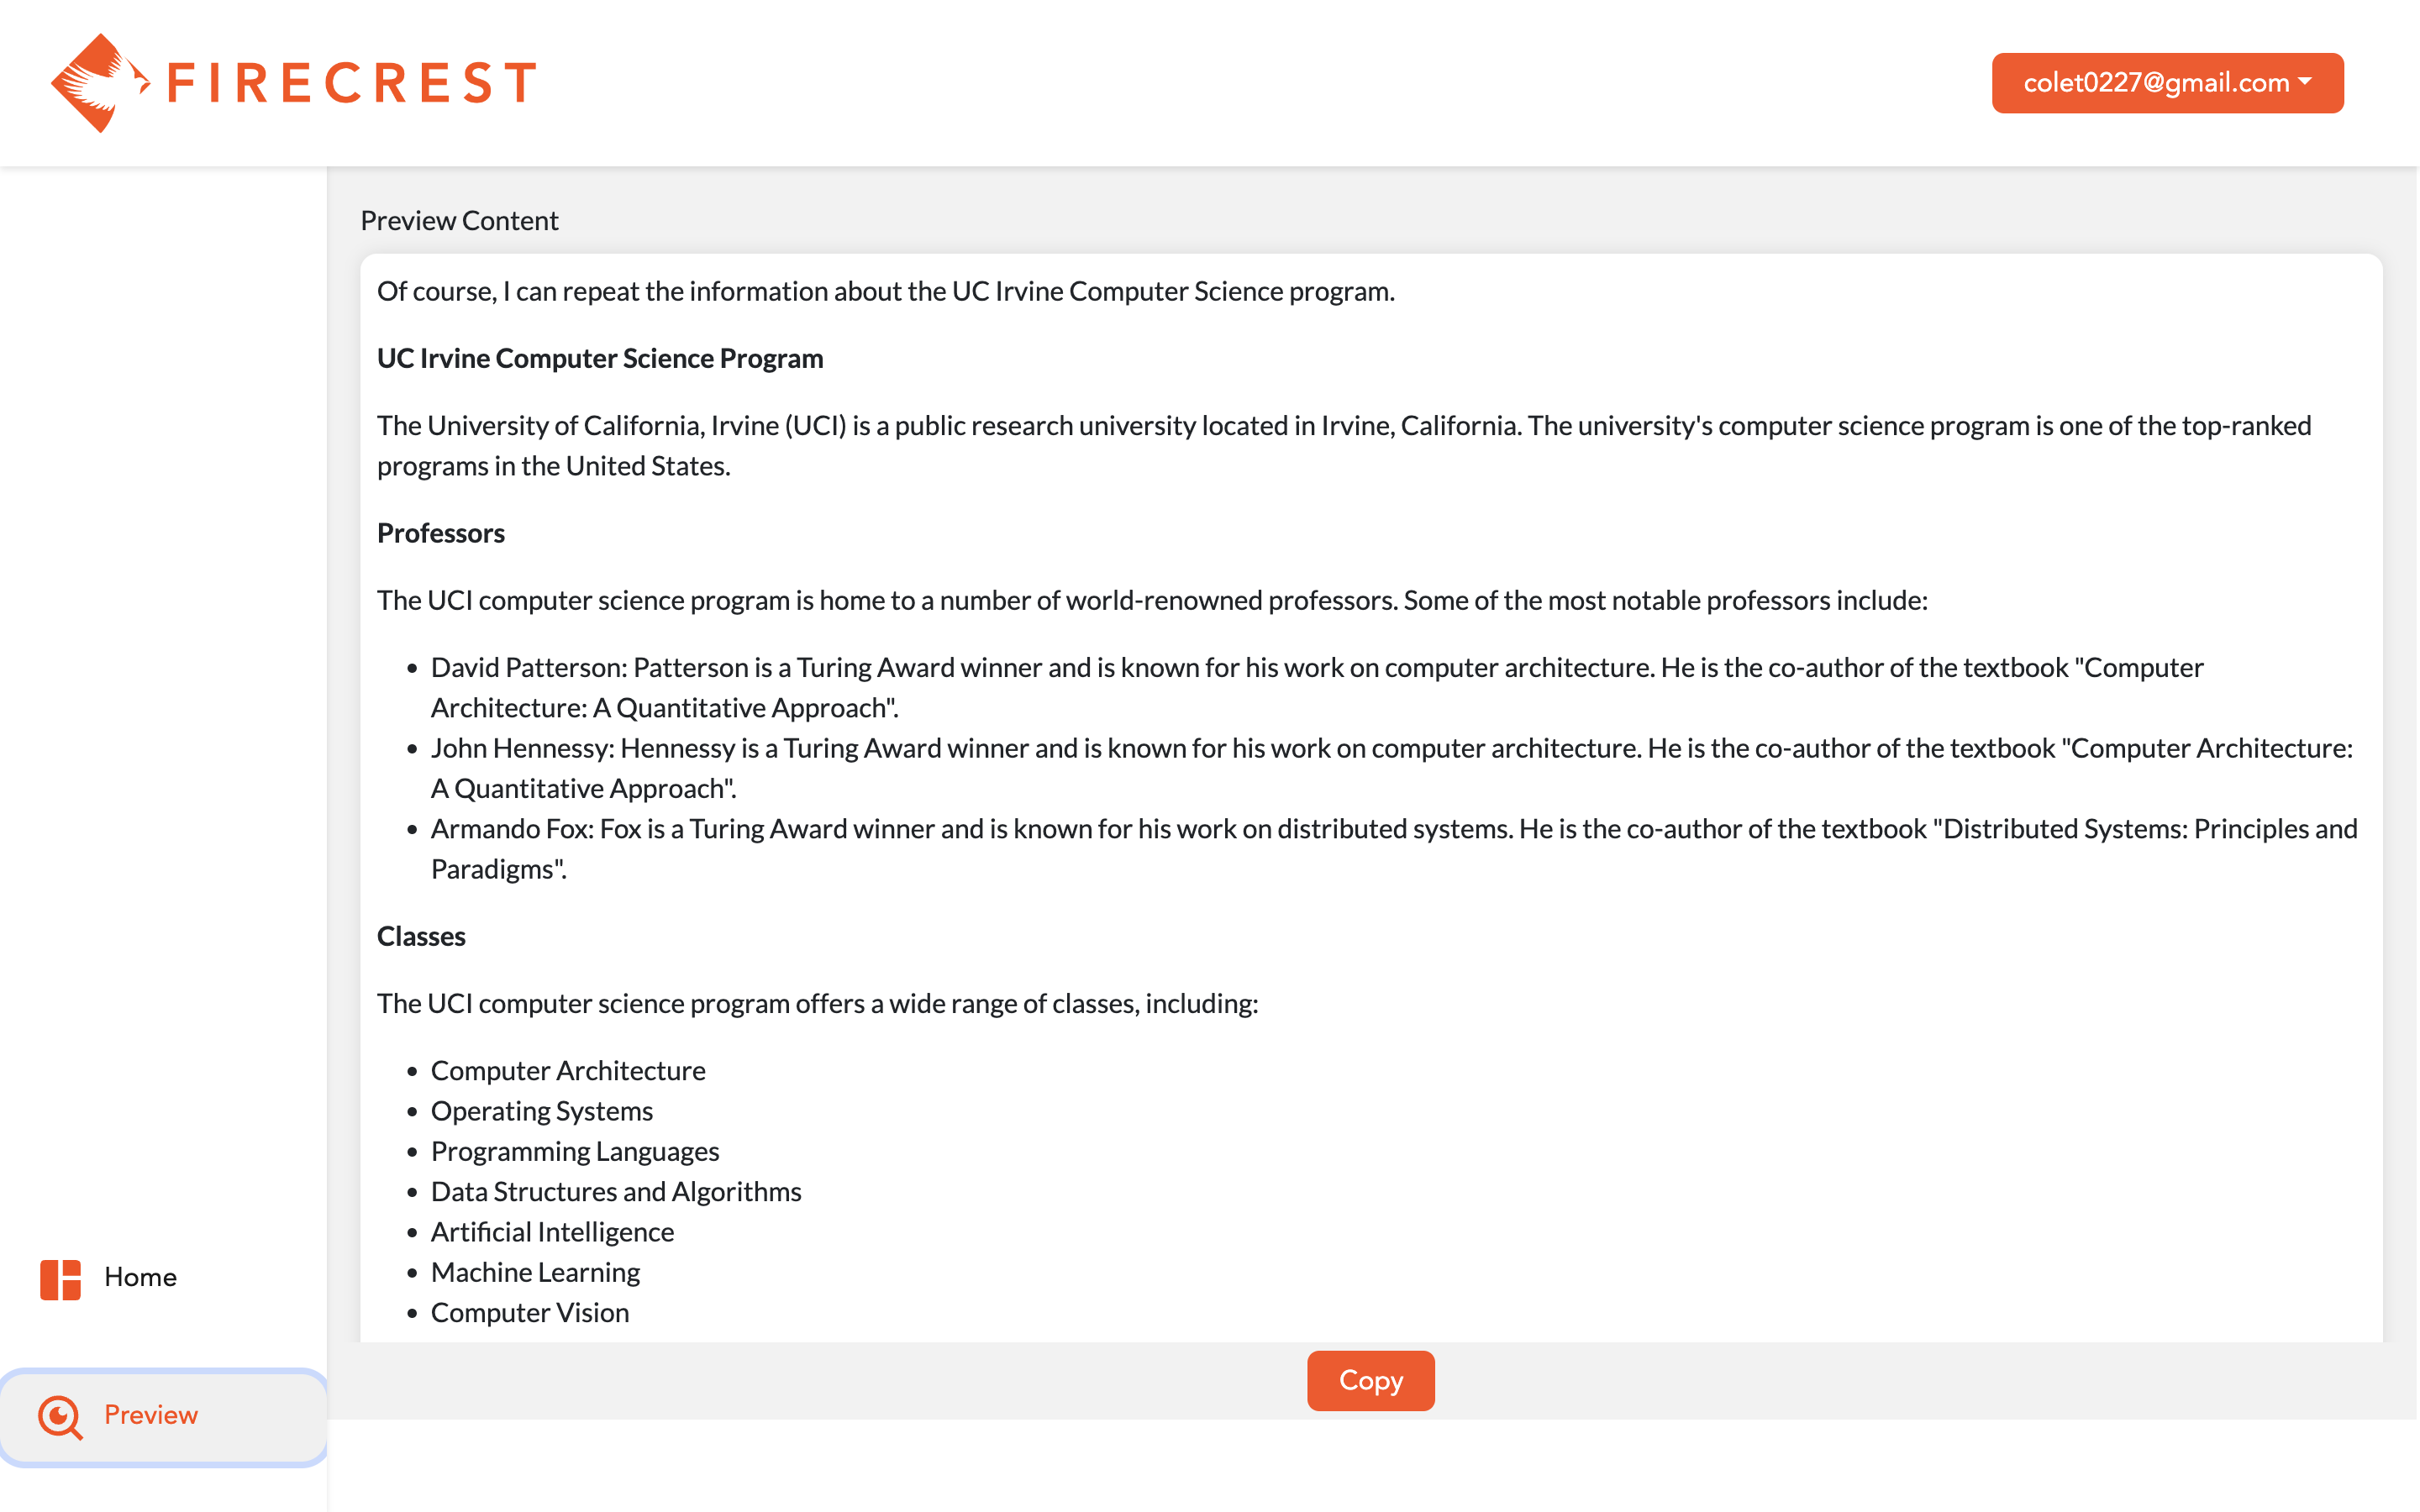 FIRECREST
colet0227@gmail.com
Preview Content
Of course, I can repeat the information about the UC Irvine Computer Science program.
UC Irvine Computer Science Program
The University of California, Irvine (UCI) is a public research university located in Irvine, California. The university's computer science program is one of the top-ranked
programs in the United States.
Professors
The UCI computer science program is home to a number of world-renowned professors. Some of the most notable professors include:
• David Patterson: Patterson is a Turing Award winner and is known for his work on computer architecture. He is the co-author of the textbook "Computer
Architecture: A Quantitative Approach".
• John Hennessy: Hennessy is a Turing Award winner and is known for his work on computer architecture. He is the co-author of the textbook "Computer Architecture:
A Quantitative Approach".
• Armando Fox: Fox is a Turing Award winner and is known for his work on distributed systems. He is the co-author of the textbook "Distributed Systems: Principles and
Paradigms".
Classes
The UCI computer science program offers a wide range of classes, including:
• Computer Architecture
• Operating Systems
• Programming Languages
• Data Structures and Algorithms
• Artificial Intelligence
• Machine Learning
• Computer Vision
Home
Preview
Copy